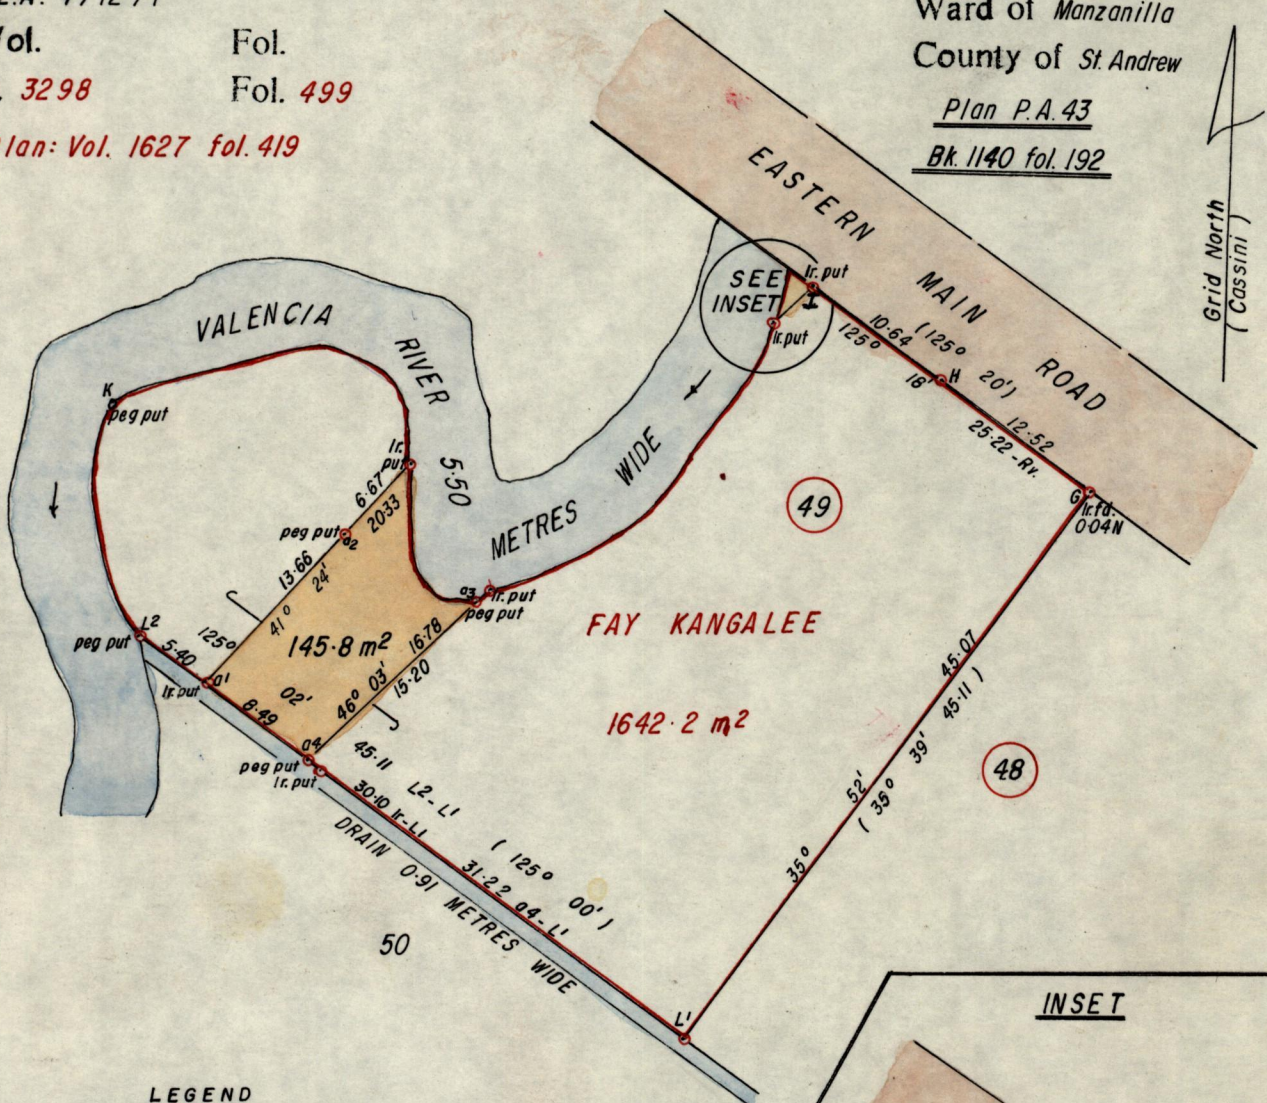 Vol. Fol.
3298 Fol. 499
Plan: Vol. 1627 fol. 419
Ward of Manzanilla
County of St. Andrew
Plan P.A. 43
Bk. 1140 fol. 192
Grid North
( Cassini )
EASTERN MAIN ROAD
SEE
INSET
Ir. put
I
Ir. put
10·64 (125° 20')
125° 18'
H
12·52
25·22 - Rv.
G
Ir. fd.
0·04N
VALENCIA RIVER 5·50 METRES WIDE
K
peg put
Ir.
put
6·67
20·33
peg put
a2
13·66
41° 24'
49
a3
Ir. put
peg put
FAY KANGALEE
1642·2 m²
145·8 m²
L2
peg put
5·40
125° 02'
Ir. put
a1
8·49
16·78
46° 03'
15·20
a4
peg put
Ir. put
45·11 L2 - L1
30·10 Ir-L1
( 125° 00' )
31·22 a4-L1
DRAIN 0·91 METRES WIDE
45·07
45·11 )
35° 52'
( 35° 39'
48
50
L1
INSET
LEGEND